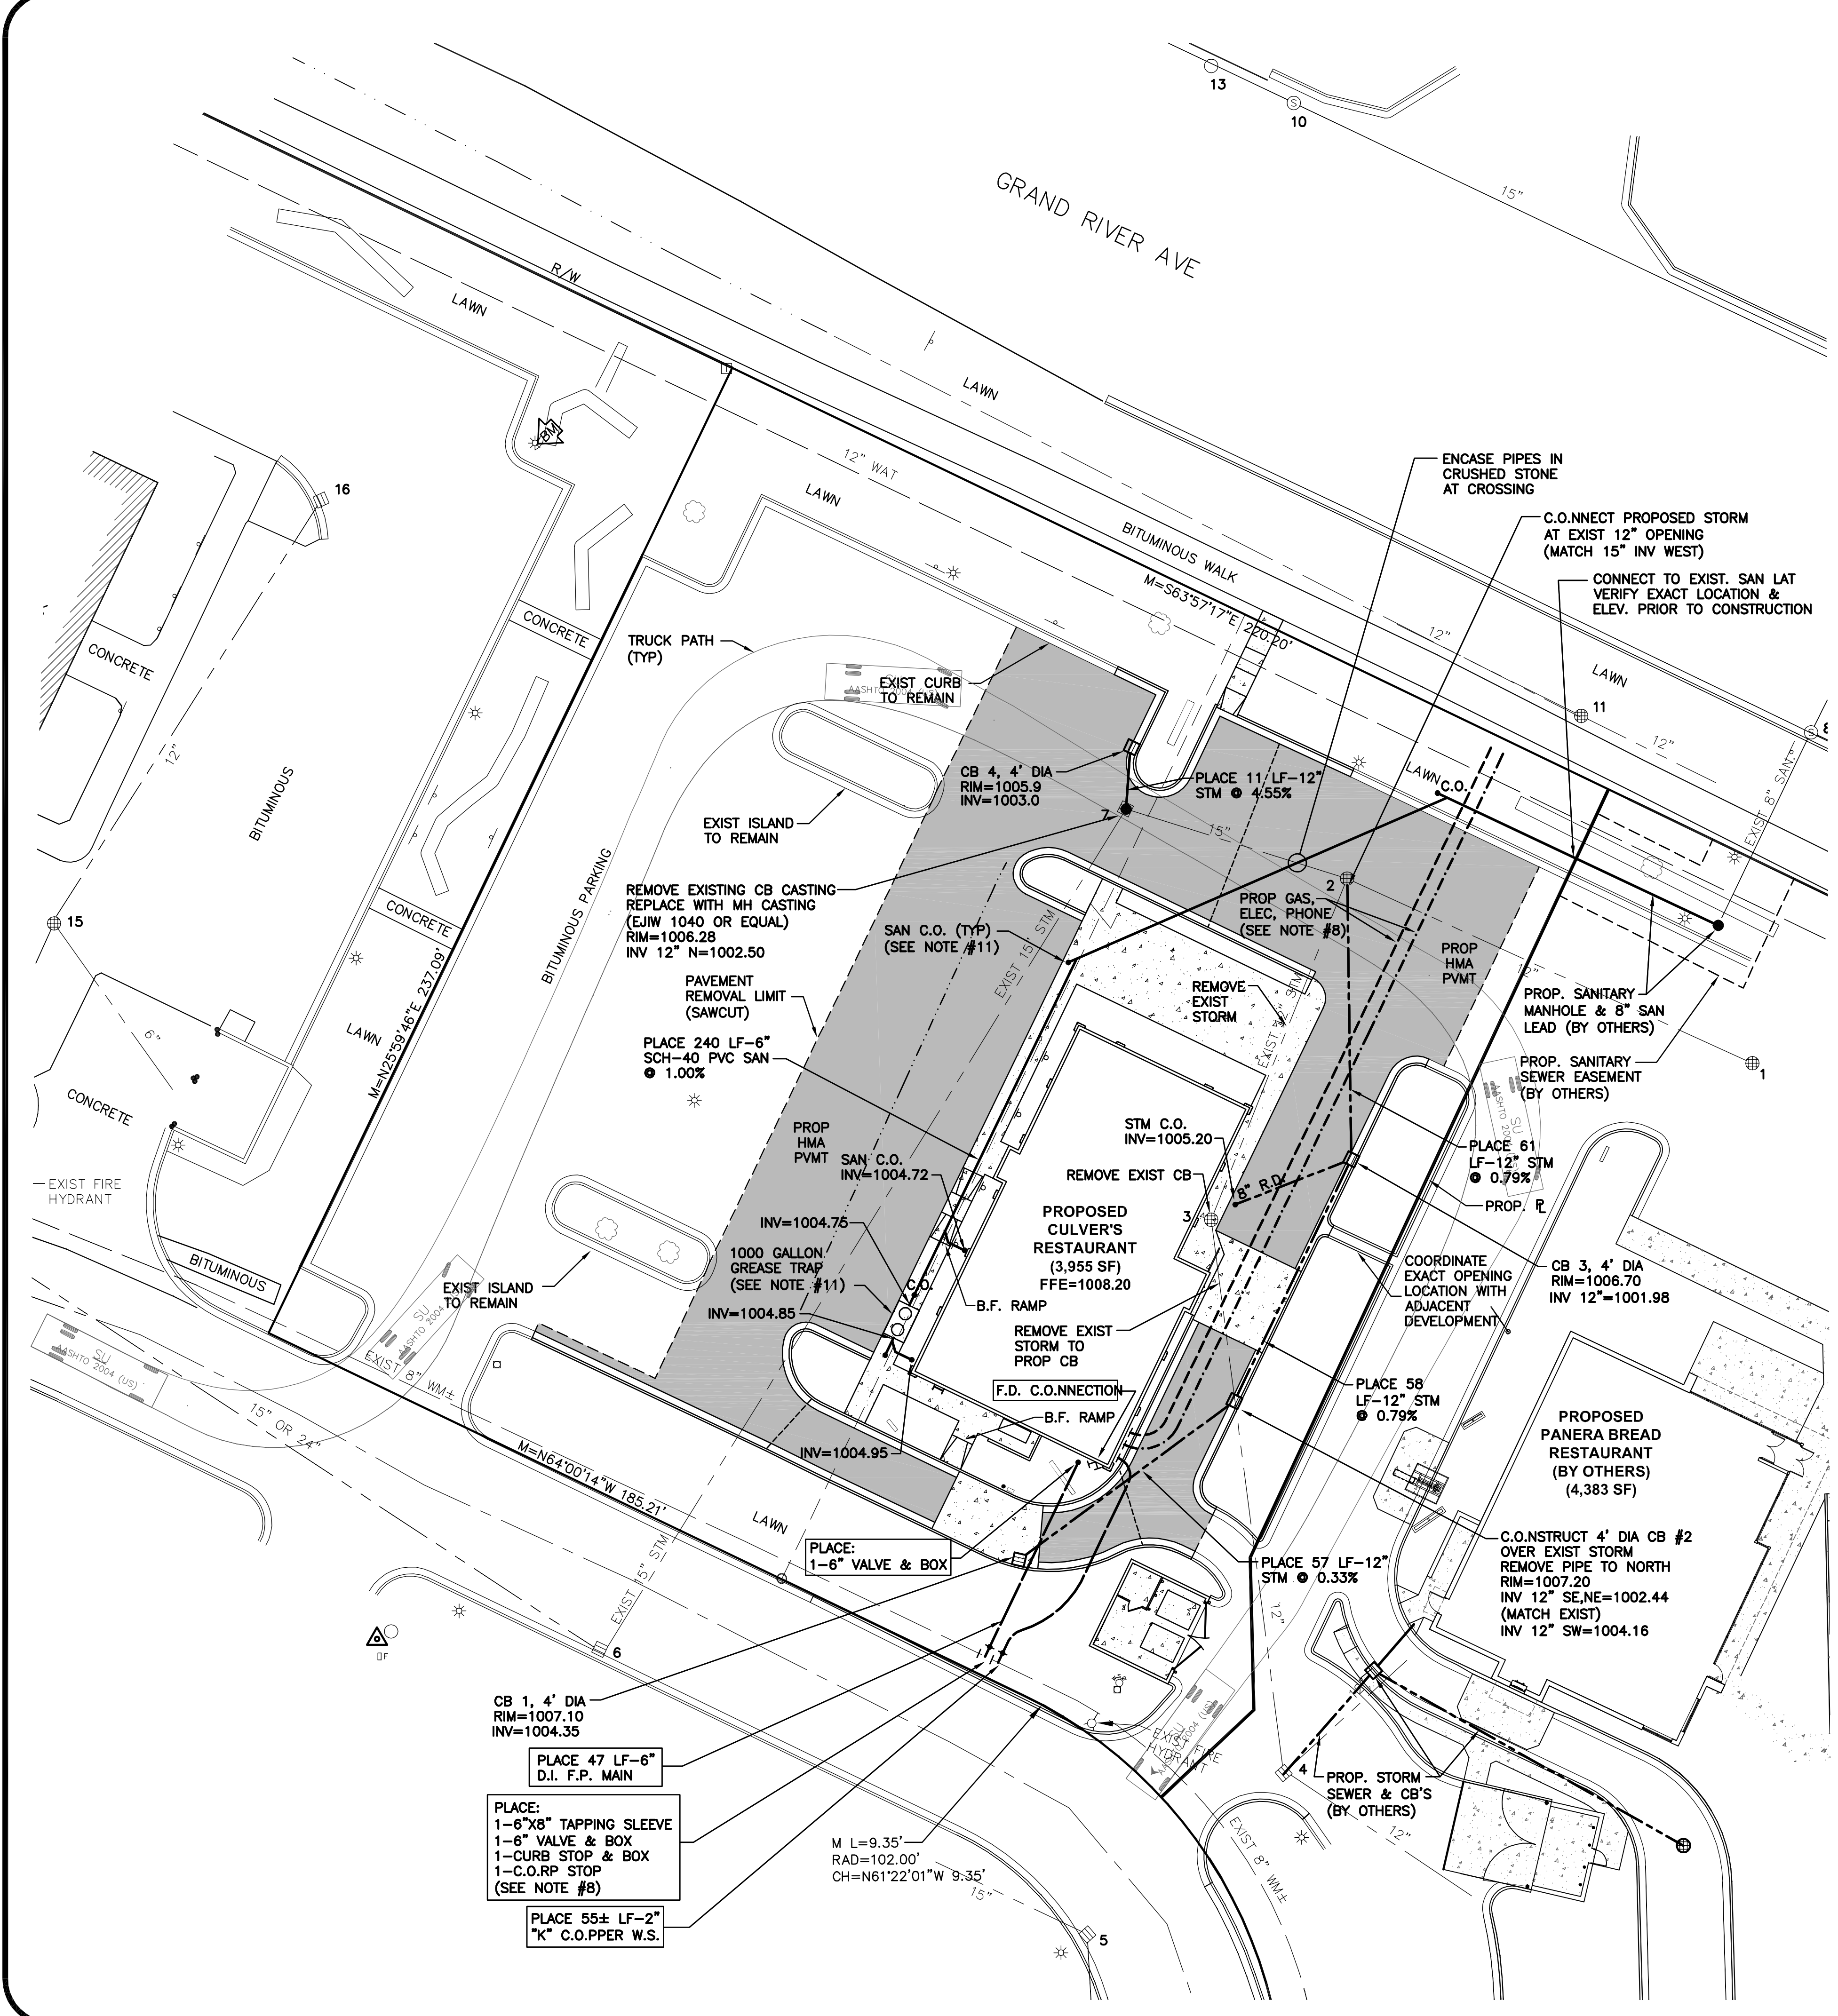 13
10
15"
GRAND RIVER AVE
R/W
LAWN
LAWN
BM
12" WAT
LAWN
16
ENCASE PIPES IN
CRUSHED STONE
AT CROSSING
C.O.NNECT PROPOSED STORM
AT EXIST 12" OPENING
(MATCH 15" INV WEST)
BITUMINOUS WALK
CONNECT TO EXIST. SAN LAT
VERIFY EXACT LOCATION &
ELEV. PRIOR TO CONSTRUCTION
M=S63°57'17"E 220.20'
12"
LAWN
CONCRETE
CONCRETE
TRUCK PATH
(TYP)
EXIST CURB
TO REMAIN
11
12"
8
12"
BITUMINOUS
CB 4, 4' DIA
RIM=1005.9
INV=1003.0
PLACE 11 LF-12"
STM @ 4.55%
LAWN
C.O.
EXIST 8" SAN.
7
15"
EXIST ISLAND
TO REMAIN
BITUMINOUS PARKING
REMOVE EXISTING CB CASTING
REPLACE WITH MH CASTING
(EJIW 1040 OR EQUAL)
RIM=1006.28
INV 12" N=1002.50
2
PROP GAS,
ELEC, PHONE
(SEE NOTE #8)
SAN C.O. (TYP)
(SEE NOTE #11)
EXIST 15" STM
15
CONCRETE
PROP
HMA
PVMT
12"
PAVEMENT
REMOVAL LIMIT
(SAWCUT)
REMOVE
EXIST
STORM
EXIST 12" STM
PROP. SANITARY
MANHOLE & 8" SAN
LEAD (BY OTHERS)
LAWN
M=N25°59'46"E 237.09'
6"
PLACE 240 LF-6"
SCH-40 PVC SAN
@ 1.00%
PROP. SANITARY
SEWER EASEMENT
(BY OTHERS)
1
CONCRETE
PROP
HMA
PVMT
SAN C.O.
INV=1004.72
STM C.O.
INV=1005.20
REMOVE EXIST CB
8" R.D.
PLACE 61
LF-12" STM
@ 0.79%
PROP. PL
EXIST FIRE
HYDRANT
3
PROPOSED
CULVER'S
RESTAURANT
(3,955 SF)
FFE=1008.20
INV=1004.75
1000 GALLON
GREASE TRAP
(SEE NOTE #11)
C.O.
INV=1004.85
BITUMINOUS
EXIST ISLAND
TO REMAIN
B.F. RAMP
COORDINATE
EXACT OPENING
LOCATION WITH
ADJACENT
DEVELOPMENT
CB 3, 4' DIA
RIM=1006.70
INV 12"=1001.98
REMOVE EXIST
STORM TO
PROP CB
SU
AASHTO 2004 (US)
EXIST 8" WM±
F.D. C.O.NNECTION
B.F. RAMP
PLACE 58
LF-12" STM
@ 0.79%
15" OR 24"
INV=1004.95
M=N64°00'14"W 185.21'
PROPOSED
PANERA BREAD
RESTAURANT
(BY OTHERS)
(4,383 SF)
LAWN
PLACE:
1-6" VALVE & BOX
PLACE 57 LF-12"
STM @ 0.33%
C.O.NSTRUCT 4' DIA CB #2
OVER EXIST STORM
REMOVE PIPE TO NORTH
RIM=1007.20
INV 12" SE,NE=1002.44
(MATCH EXIST)
INV 12" SW=1004.16
EXIST 15" STM
12"
6
CB 1, 4' DIA
RIM=1007.10
INV=1004.35
PLACE 47 LF-6"
D.I. F.P. MAIN
EXIST FIRE
HYDRANT
4
PROP. STORM
SEWER & CB'S
(BY OTHERS)
12"
PLACE:
1-6"X8" TAPPING SLEEVE
1-6" VALVE & BOX
1-CURB STOP & BOX
1-C.O.RP STOP
(SEE NOTE #8)
M L=9.35'
RAD=102.00'
CH=N61°22'01"W 9.35'
15"
EXIST 8" WM±
PLACE 55± LF-2"
"K" C.O.PPER W.S.
5